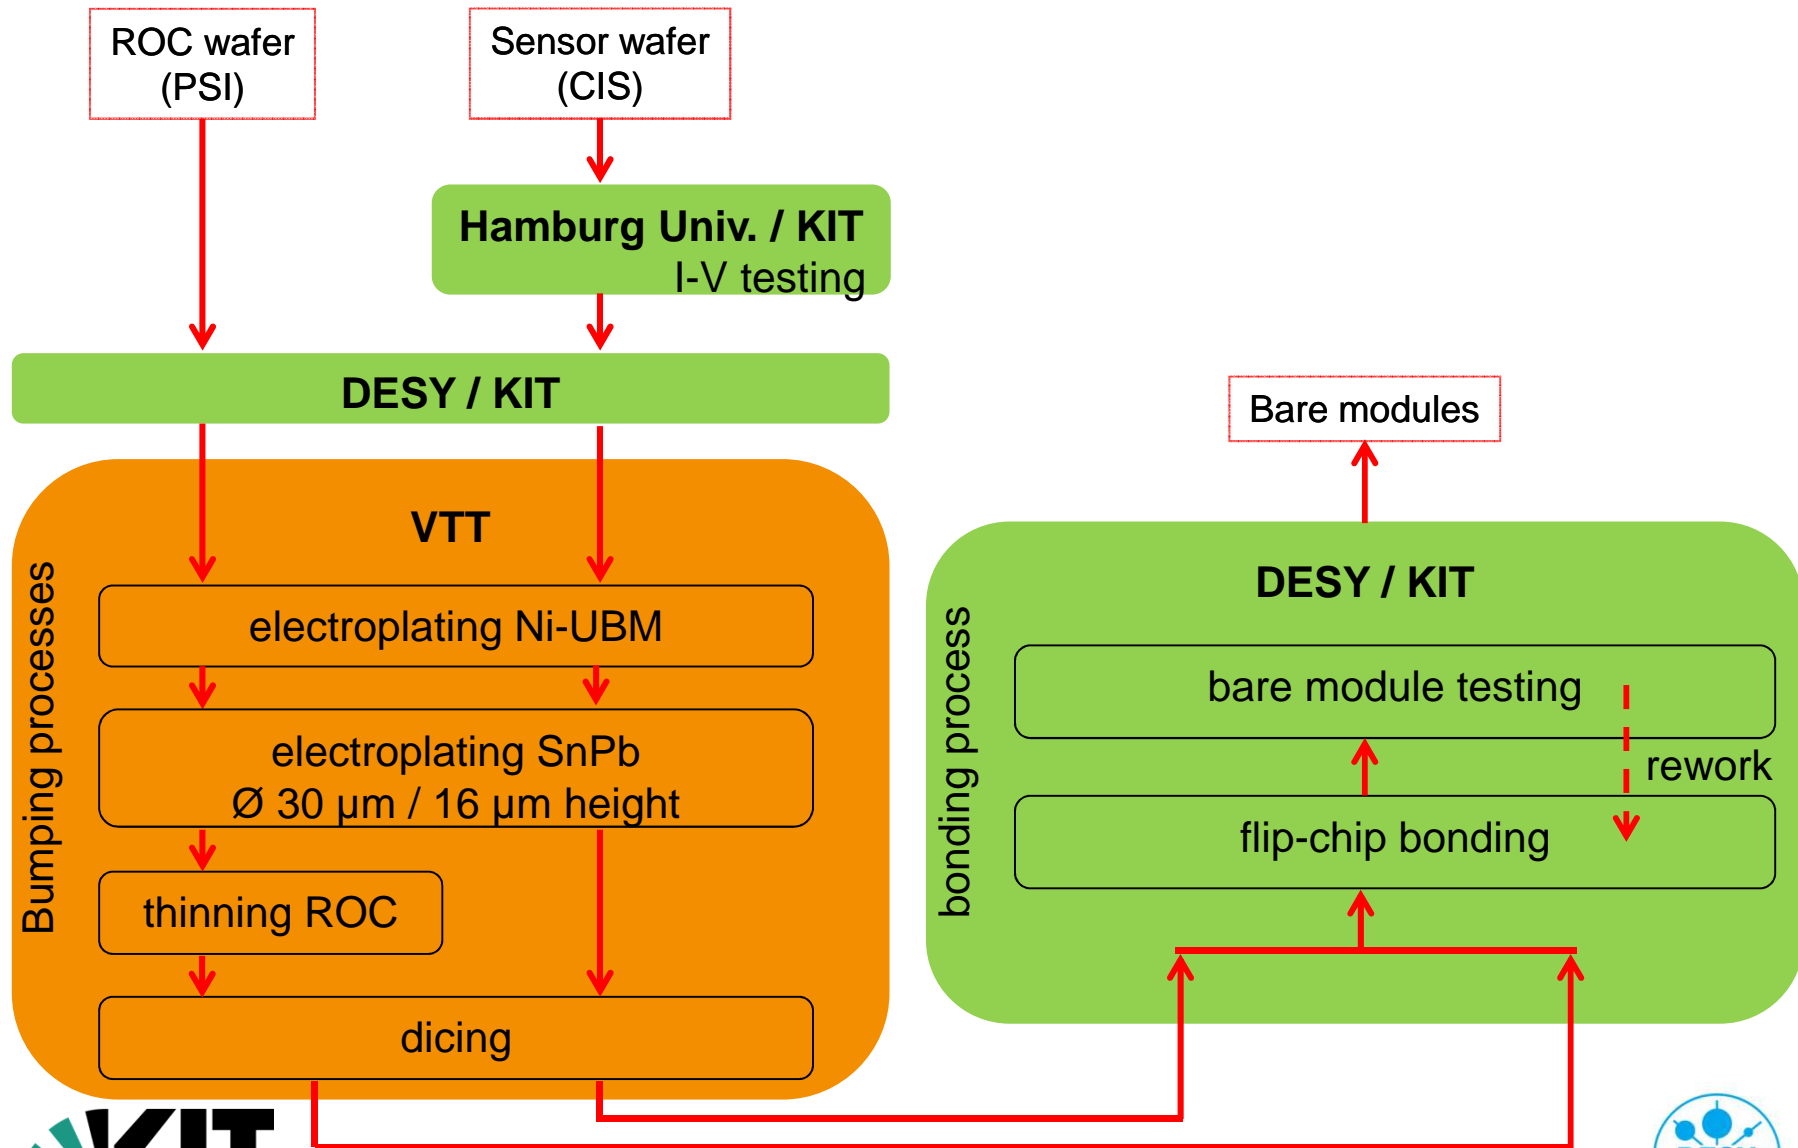 ROC wafer
(PSI)
Sensor wafer
(CIS)
Hamburg Univ. / KIT
I-V testing
DESY / KIT
VTT
Bumping processes
electroplating Ni-UBM
electroplating SnPb
Ø 30 µm / 16 µm height
thinning ROC
dicing
Bare modules
DESY / KIT
bonding process
bare module testing
rework
flip-chip bonding
KIT